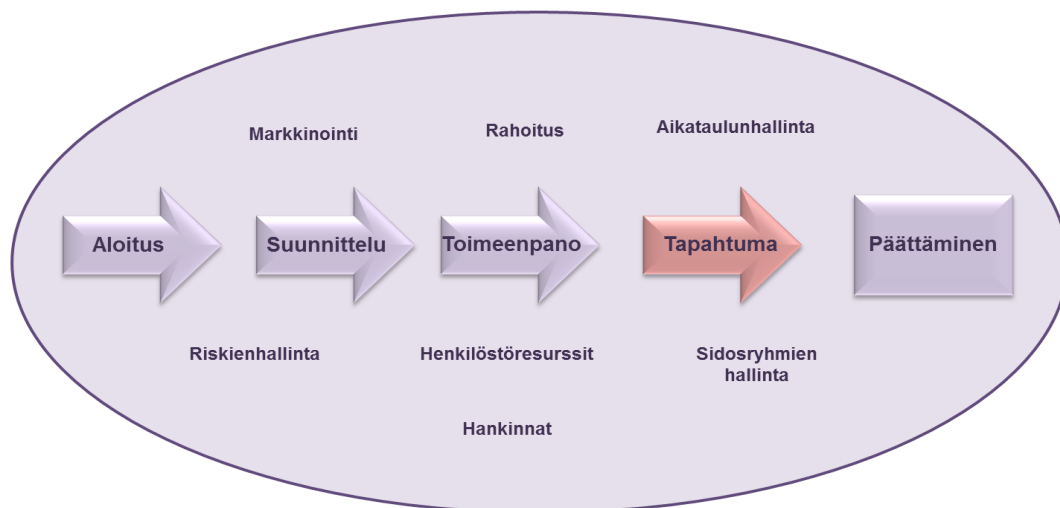 Markkinointi
Rahoitus
Aikataulunhallinta
Aloitus
Suunnittelu
Toimeenpano
Tapahtuma
Päättäminen
Riskienhallinta
Henkilöstöresurssit
Sidosryhmien
hallinta
Hankinnat